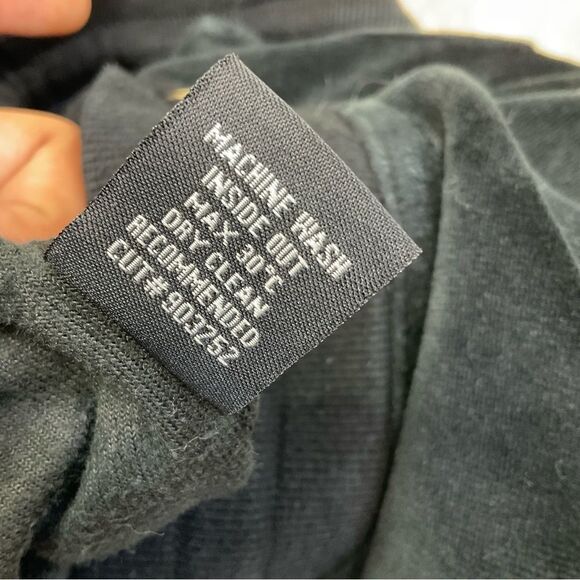 MACHINE WASH
INSIDE OUT
MAX 30°C
DRY CLEAN
RECOMMENDED
CUT# 903252